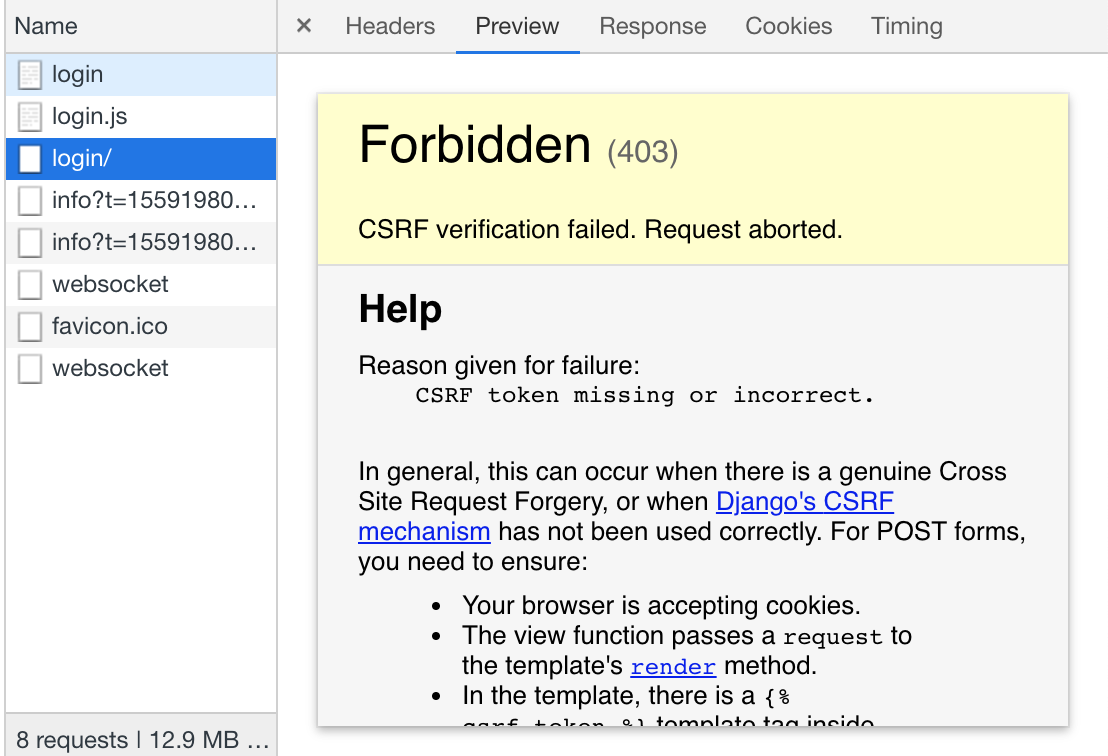 Name
× Headers Preview Response Cookies Timing
login
login.js
login/
info?t=15591980...
info?t=15591980...
websocket
favicon.ico
websocket
8 requests | 12.9 MB ...
Forbidden (403)
CSRF verification failed. Request aborted.
Help
Reason given for failure:
CSRF token missing or incorrect.
In general, this can occur when there is a genuine Cross
Site Request Forgery, or when Django's CSRF
mechanism has not been used correctly. For POST forms,
you need to ensure:
• Your browser is accepting cookies.
• The view function passes a request to
the template's render method.
• In the template, there is a {%
csrf_token %} template tag inside